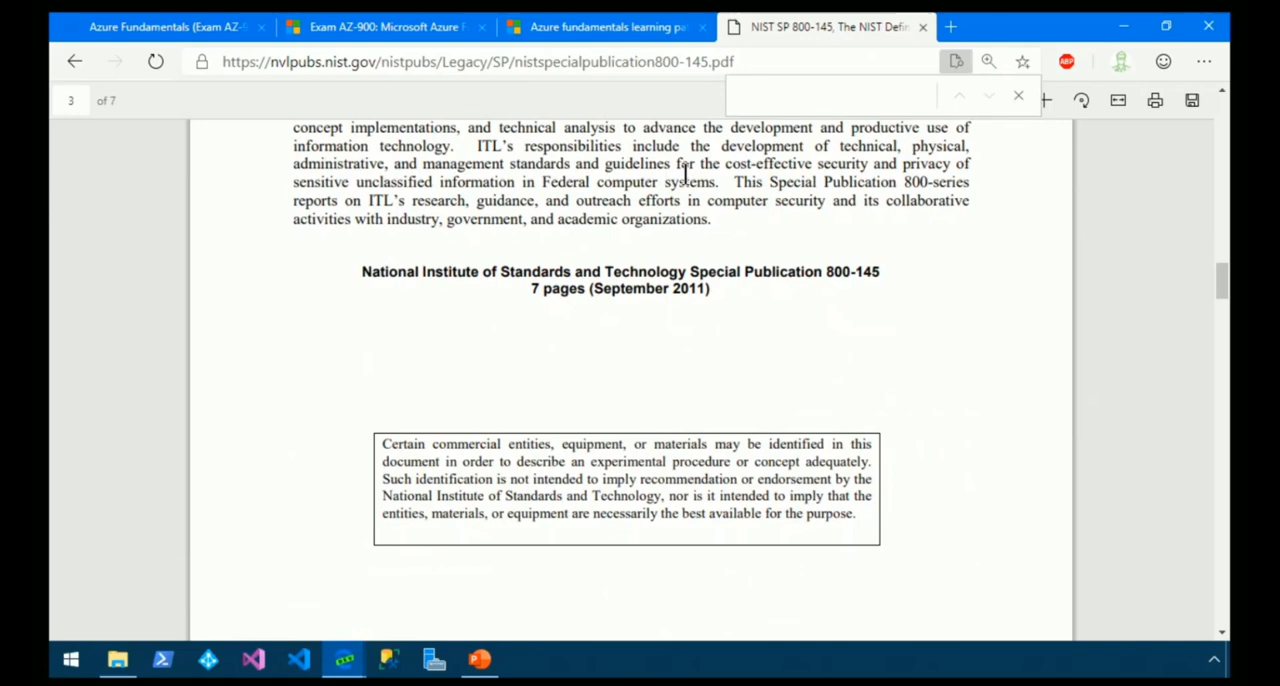 Azure Fundamentals (Exam AZ-9
Exam AZ-900: Microsoft Azure F
Azure fundamentals learning pa
NIST SP 800-145, The NIST Defin
https://nvlpubs.nist.gov/nistpubs/Legacy/SP/nistspecialpublication800-145.pdf
ABP
3 of 7
concept implementations, and technical analysis to advance the development and productive use of
information technology. ITL's responsibilities include the development of technical, physical,
administrative, and management standards and guidelines for the cost-effective security and privacy of
sensitive unclassified information in Federal computer systems. This Special Publication 800-series
reports on ITL's research, guidance, and outreach efforts in computer security and its collaborative
activities with industry, government, and academic organizations.
National Institute of Standards and Technology Special Publication 800-145
7 pages (September 2011)
Certain commercial entities, equipment, or materials may be identified in this
document in order to describe an experimental procedure or concept adequately.
Such identification is not intended to imply recommendation or endorsement by the
National Institute of Standards and Technology, nor is it intended to imply that the
entities, materials, or equipment are necessarily the best available for the purpose.